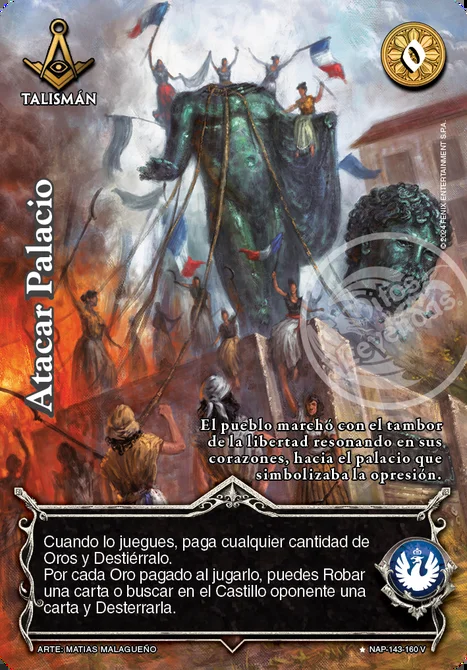 TALISMÁN
0
Atacar Palacio
© 2024 FENIX ENTERTAINMENT S.P.A.
El pueblo marchó con el tambor
de la libertad resonando en sus
corazones, hacia el palacio que
simbolizaba la opresión.
Cuando lo juegues, paga cualquier cantidad de
Oros y Destiérralo.
Por cada Oro pagado al jugarlo, puedes Robar
una carta o buscar en el Castillo oponente una
carta y Desterrarla.
ARTE: MATIAS MALAGUEÑO
★ NAP-143-160 V